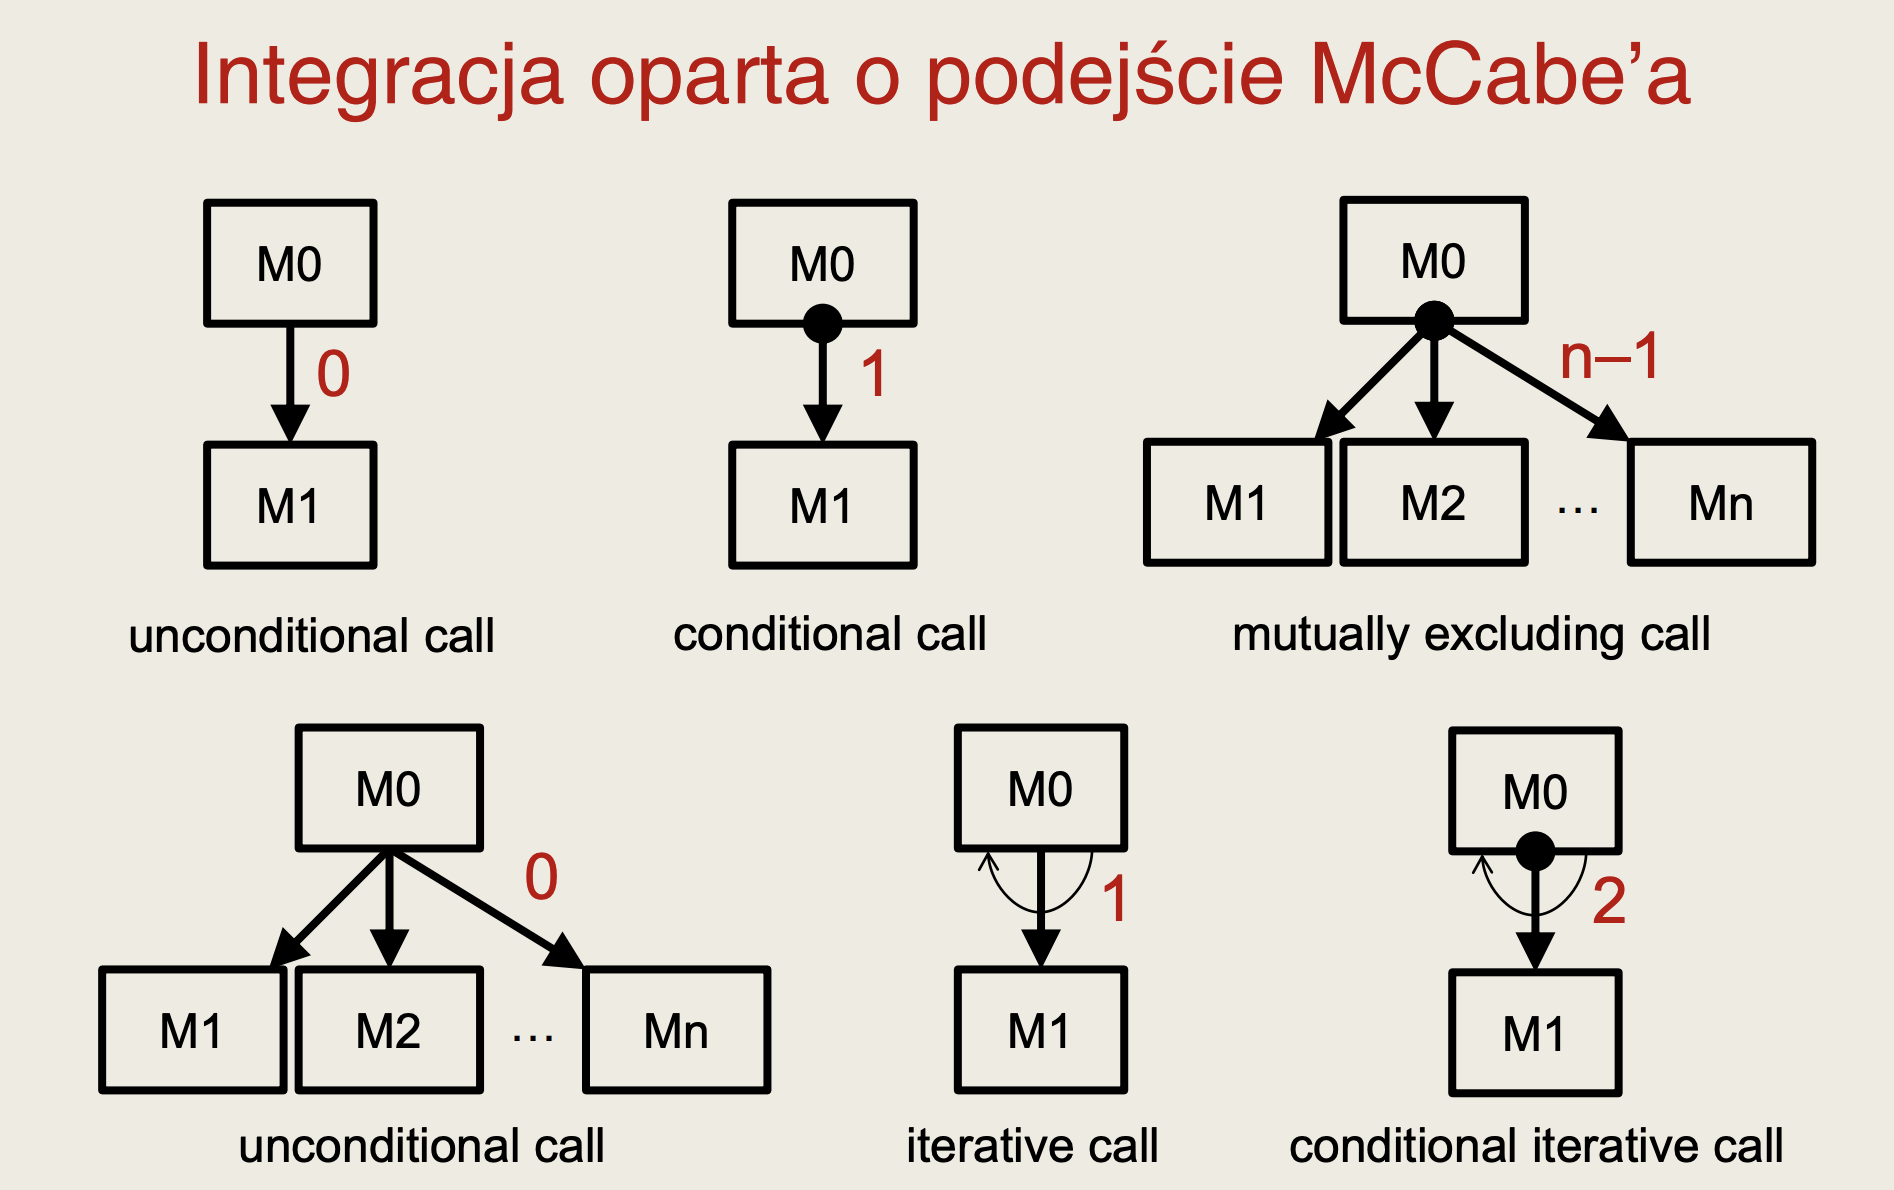 Integracja oparta o podejście McCabe’a
M0
0
M1
unconditional call
M0
1
M1
conditional call
M0
n–1
M1 M2 ... Mn
mutually excluding call
M0
0
M1 M2 ... Mn
unconditional call
M0
1
M1
iterative call
M0
2
M1
conditional iterative call